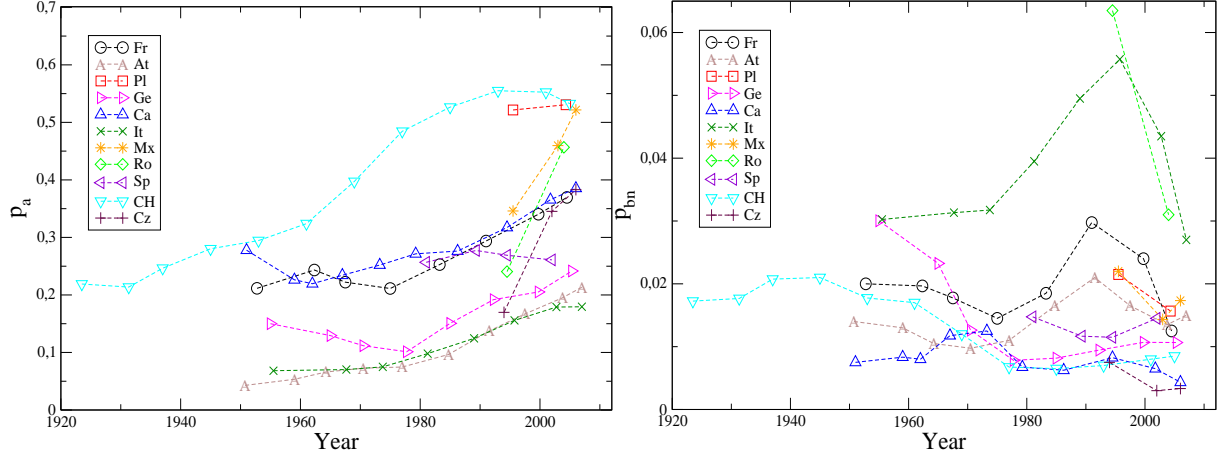 0,7
0,6
0,5
0,4
0,3
0,2
0,1
0
p_a
Fr
At
Pl
Ge
Ca
It
Mx
Ro
Sp
CH
Cz
1920 1940 1960 1980 2000
Year
0,06
0,04
0,02
0
p_bn
Fr
At
Pl
Ge
Ca
It
Mx
Ro
Sp
CH
Cz
1920 1940 1960 1980 2000
Year